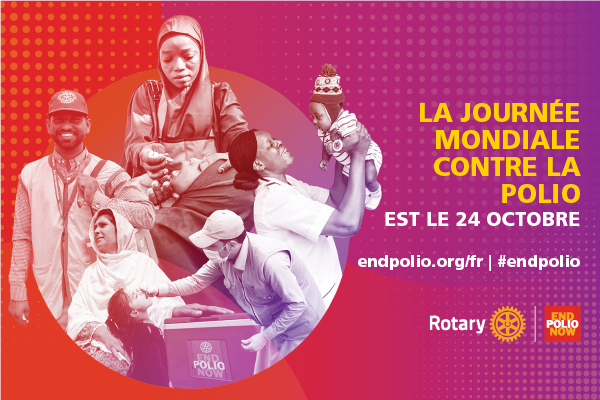 LA JOURNÉE
MONDIALE
CONTRE LA
POLIO
EST LE 24 OCTOBRE
endpolio.org/fr | #endpolio
Rotary
END
POLIO
NOW
END
POLIO
NOW